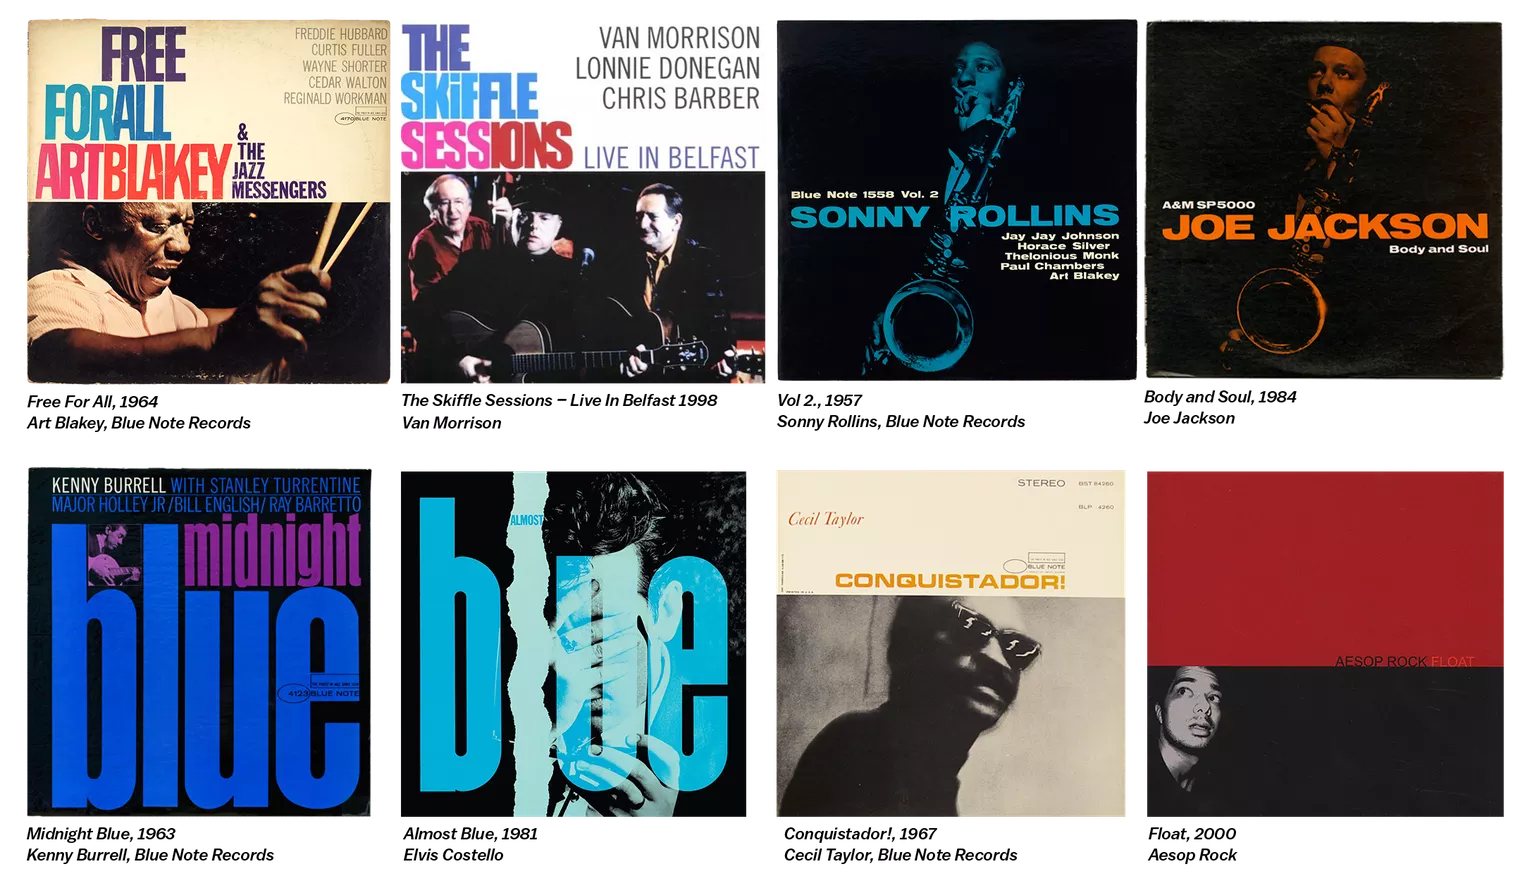 FREE
FORALL
ARTBLAKEY
&
THE
JAZZ
MESSENGERS
FREDDIE HUBBARD
CURTIS FULLER
WAYNE SHORTER
CEDAR WALTON
REGINALD WORKMAN
4170 BLUE NOTE
Free For All, 1964
Art Blakey, Blue Note Records
THE
SKiFFLE
SESSIONS
VAN MORRISON
LONNIE DONEGAN
CHRIS BARBER
LIVE IN BELFAST
The Skiffle Sessions – Live In Belfast 1998
Van Morrison
Blue Note 1558 Vol. 2
SONNY ROLLINS
Jay Jay Johnson
Horace Silver
Thelonious Monk
Paul Chambers
Art Blakey
Vol 2., 1957
Sonny Rollins, Blue Note Records
A&M SP5000
JOE JACKSON
Body and Soul
Body and Soul, 1984
Joe Jackson
KENNY BURRELL WITH STANLEY TURRENTINE
MAJOR HOLLEY JR/BILL ENGLISH/RAY BARRETTO
midnight
blue
4123 BLUE NOTE
Midnight Blue, 1963
Kenny Burrell, Blue Note Records
ALMOST
blue
Almost Blue, 1981
Elvis Costello
STEREO BST 84260
BLP 4260
Cecil Taylor
BLUE NOTE
CONQUISTADOR!
Conquistador!, 1967
Cecil Taylor, Blue Note Records
AESOP ROCK FLOAT
Float, 2000
Aesop Rock